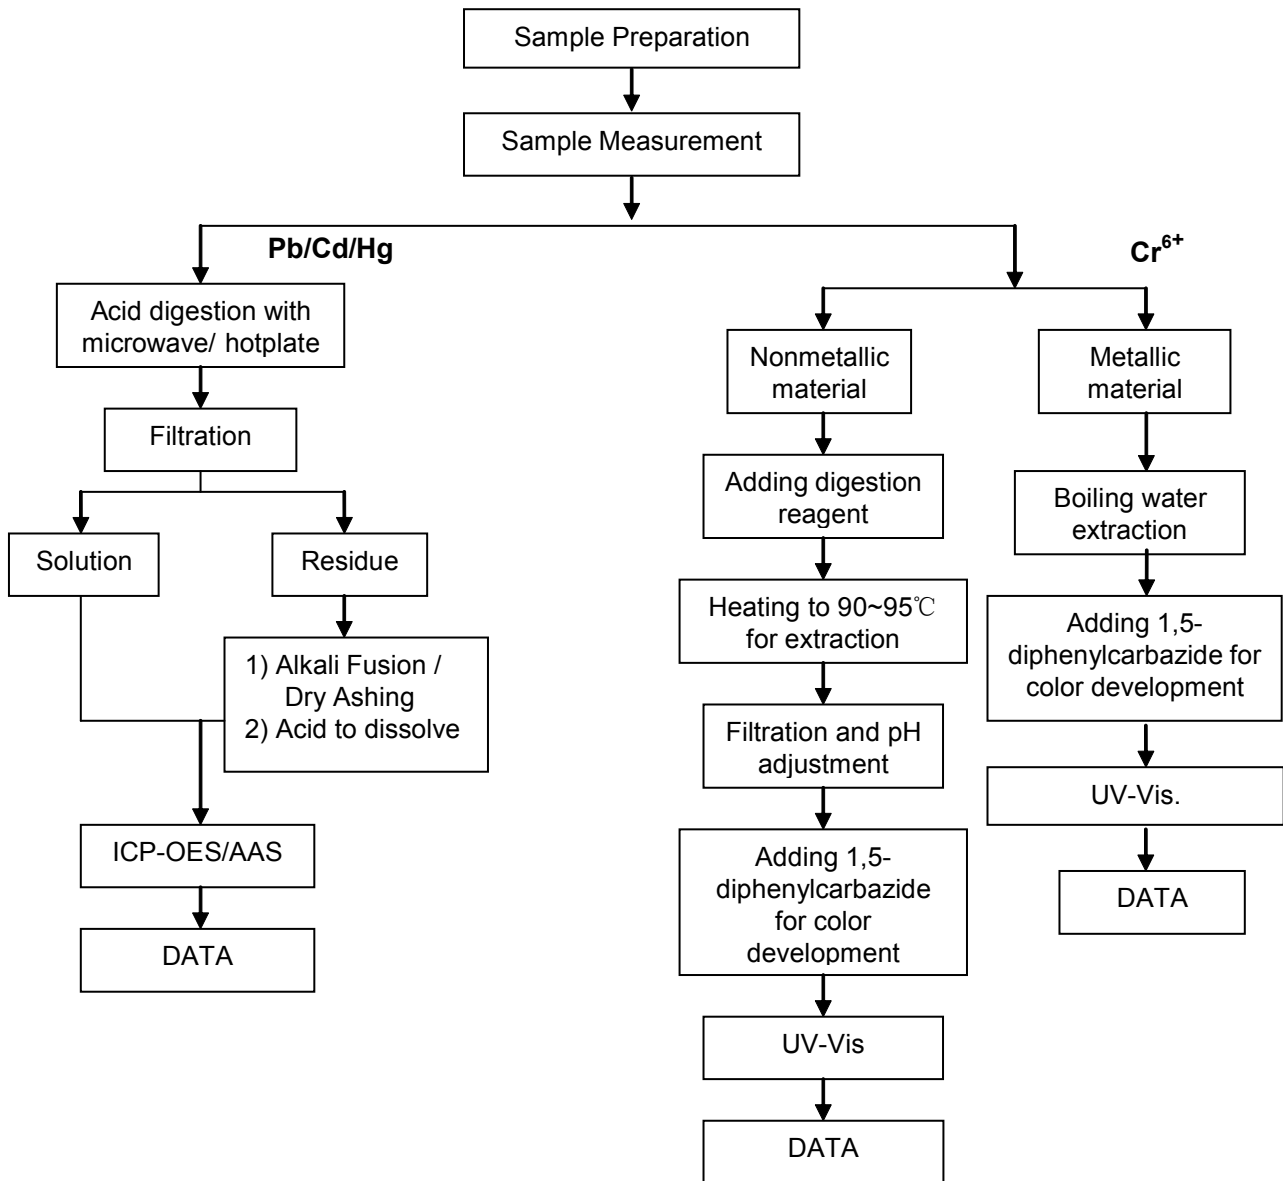 Sample Preparation
Sample Measurement
Pb/Cd/Hg
Cr6+
Acid digestion with
microwave/ hotplate
Filtration
Solution
Residue
1) Alkali Fusion /
Dry Ashing
2) Acid to dissolve
ICP-OES/AAS
DATA
Nonmetallic
material
Adding digestion
reagent
Heating to 90~95℃
for extraction
Filtration and pH
adjustment
Adding 1,5-
diphenylcarbazide
for color
development
UV-Vis
DATA
Metallic
material
Boiling water
extraction
Adding 1,5-
diphenylcarbazide for
color development
UV-Vis.
DATA